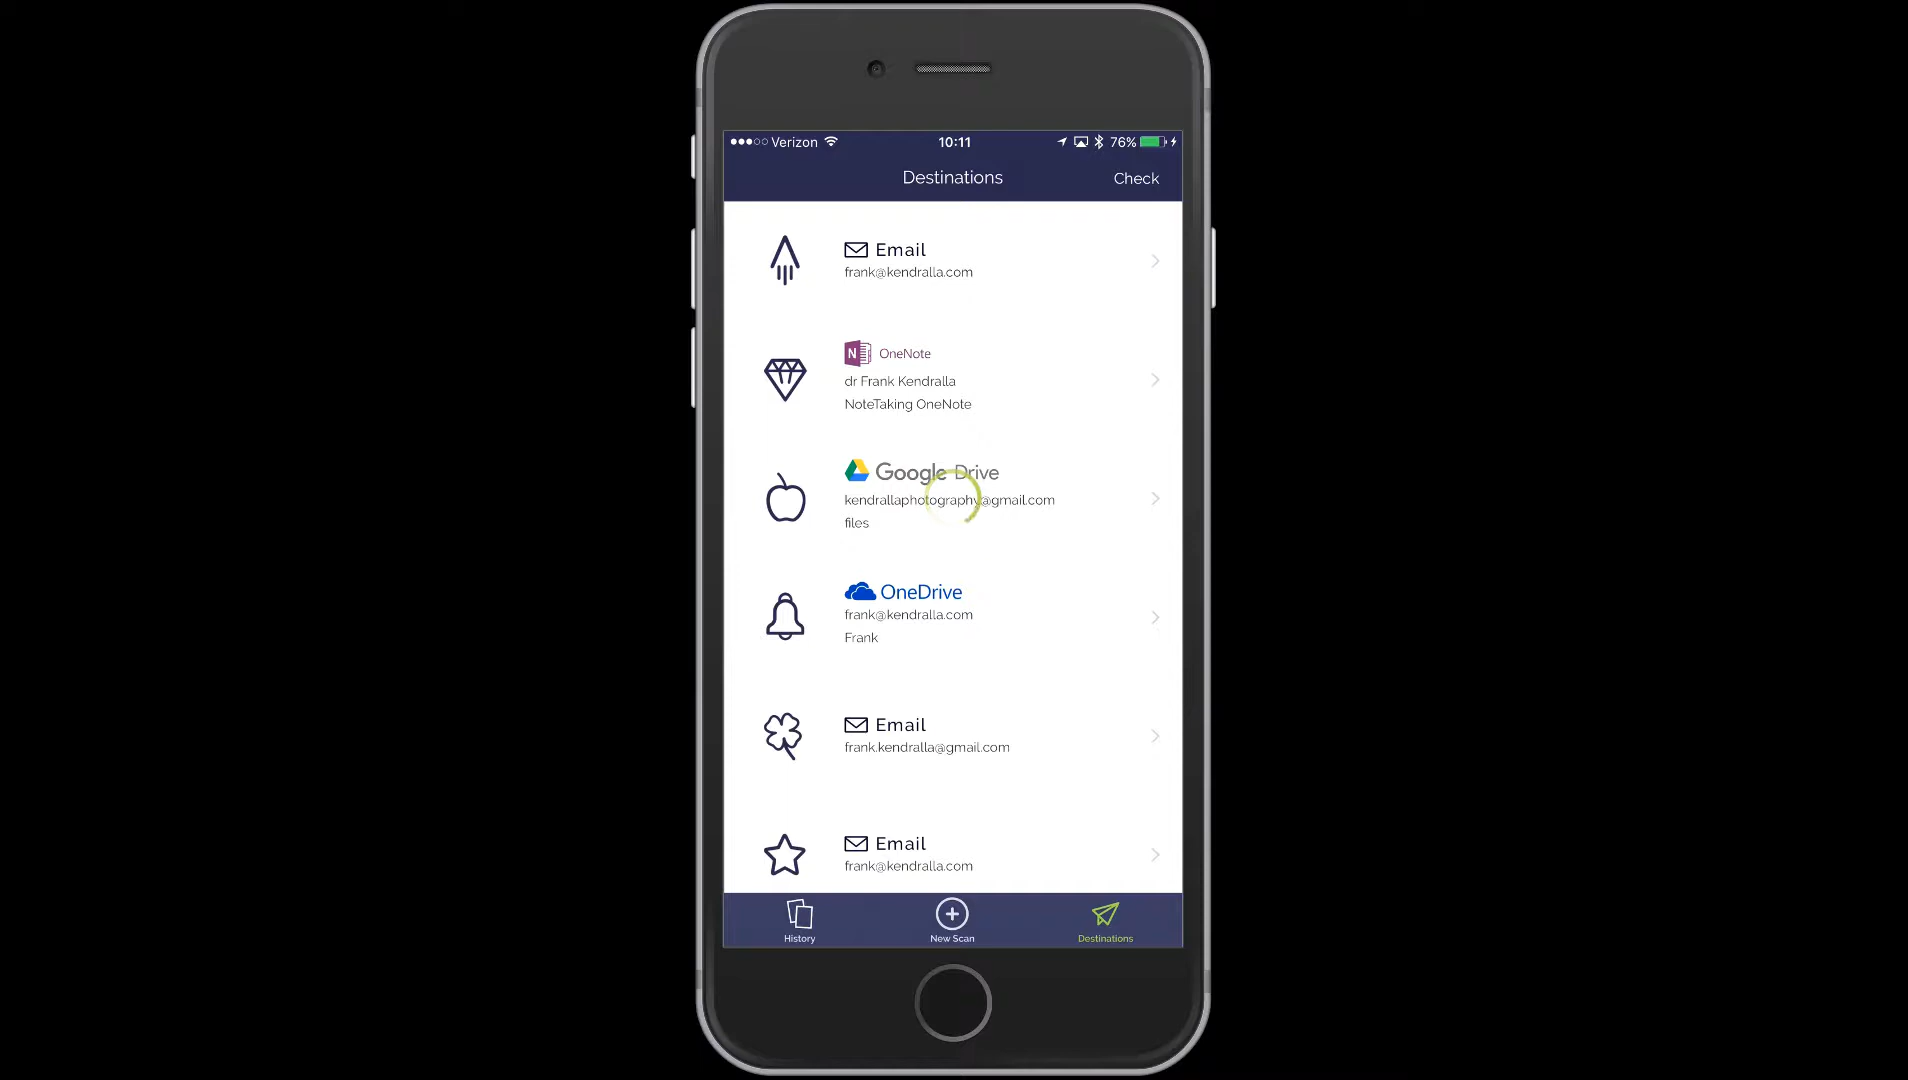 Verizon 10:11 76%
Destinations Check
Email
frank@kendralla.com
N OneNote
dr Frank Kendralla
NoteTaking OneNote
Google Drive
kendrallaphotography@gmail.com
files
OneDrive
frank@kendralla.com
Frank
Email
frank.kendralla@gmail.com
Email
frank@kendralla.com
History New Scan Destinations